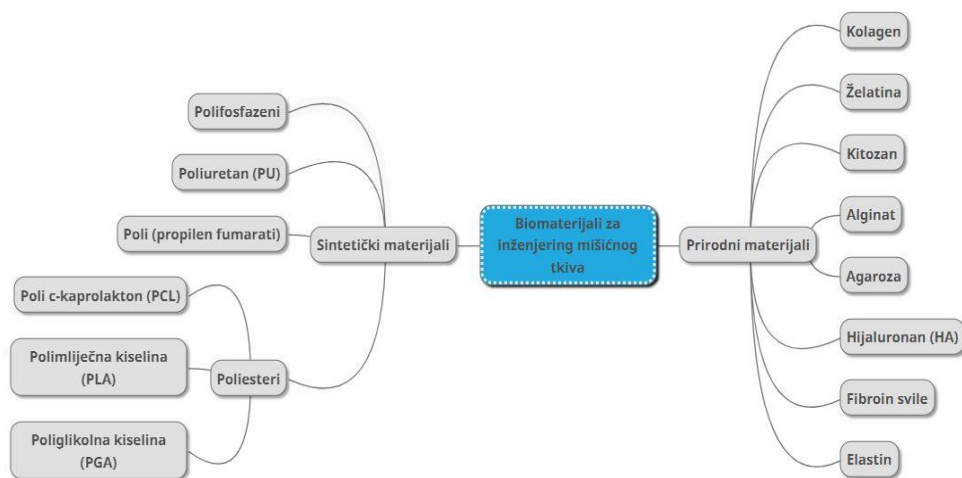 Polifosfazeni
Poliuretan (PU)
Poli (propilen fumarati)
Sintetički materijali
Poli c-kaprolakton (PCL)
Polimliječna kiselina
(PLA)
Poliesteri
Poliglikolna kiselina
(PGA)
Biomaterijali za
inženjering mišićnog
tkiva
Prirodni materijali
Kolagen
Želatina
Kitozan
Alginat
Agaroza
Hijaluronan (HA)
Fibroin svile
Elastin